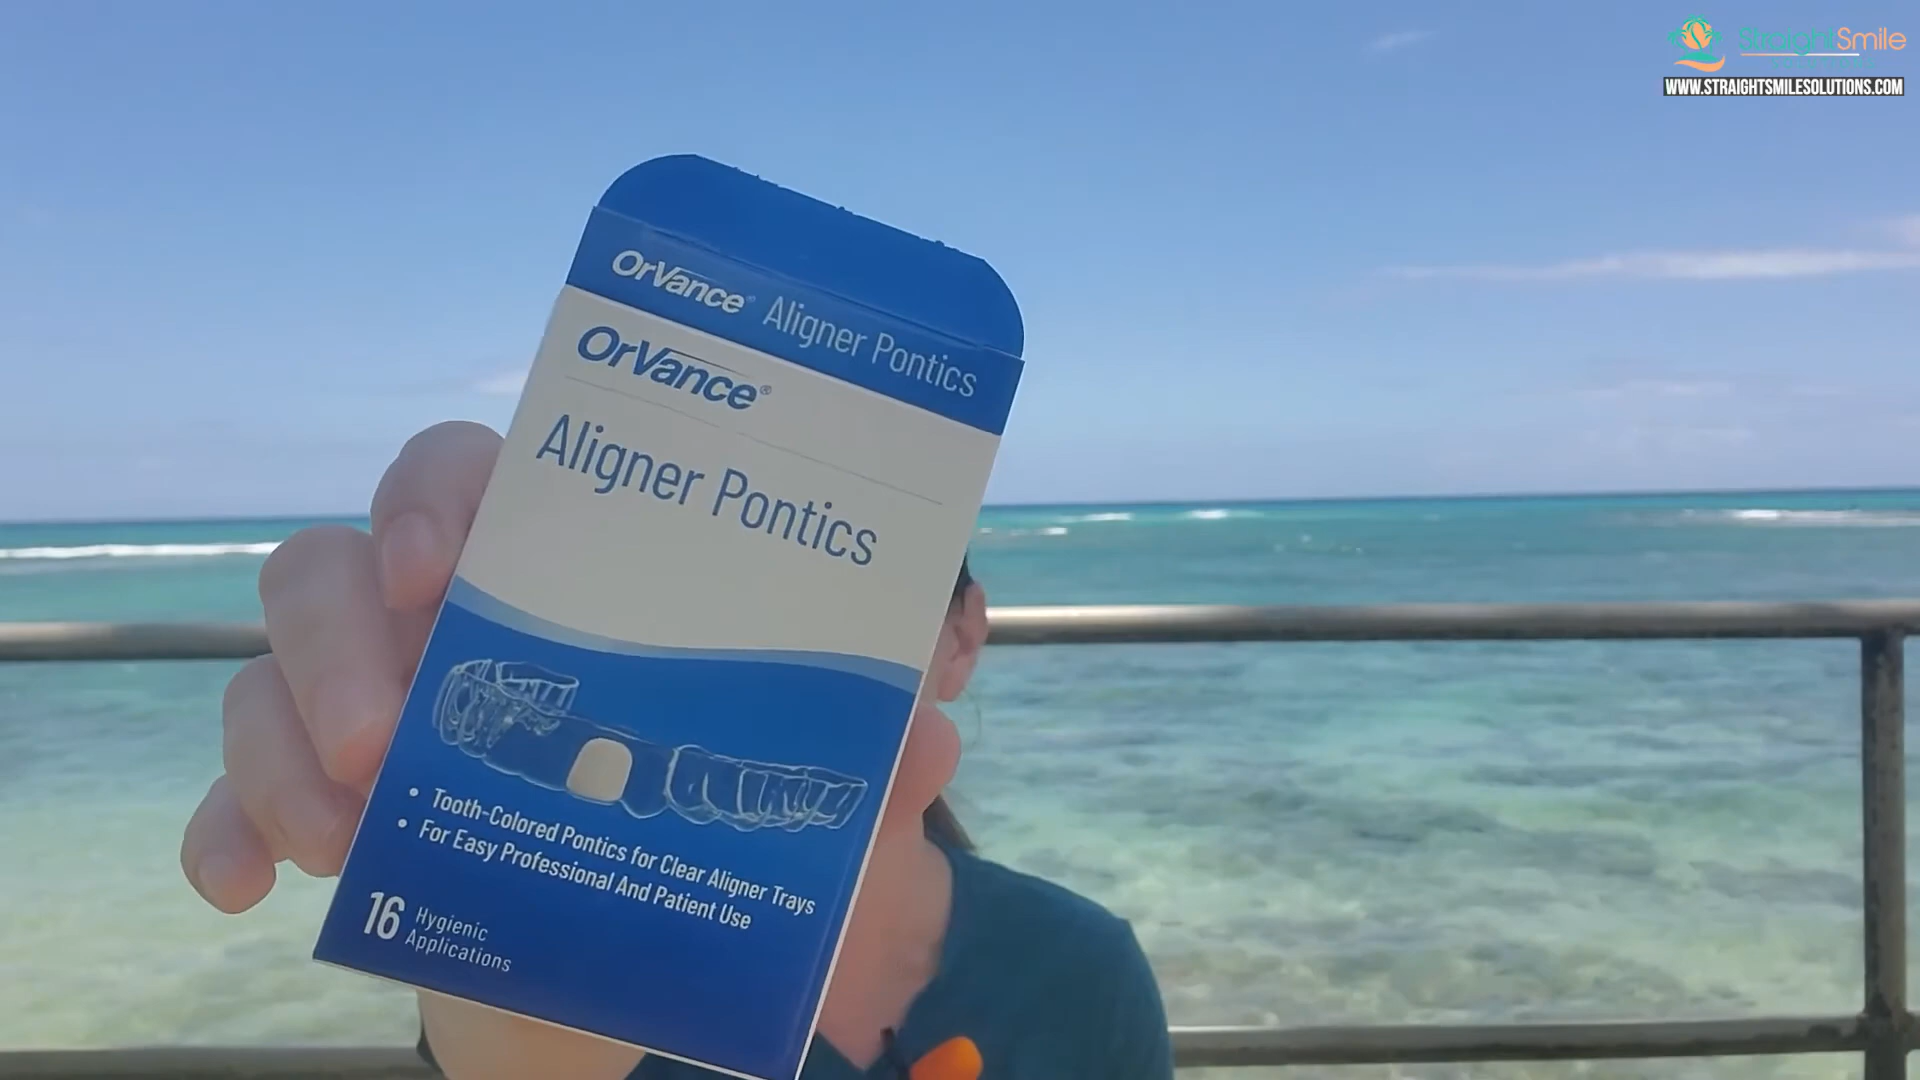 StraightSmile
SOLUTIONS
WWW.STRAIGHTSMILESOLUTIONS.COM
OrVance® Aligner Pontics
OrVance®
Aligner Pontics
• Tooth-Colored Pontics for Clear Aligner Trays
• For Easy Professional And Patient Use
16 Hygienic
Applications